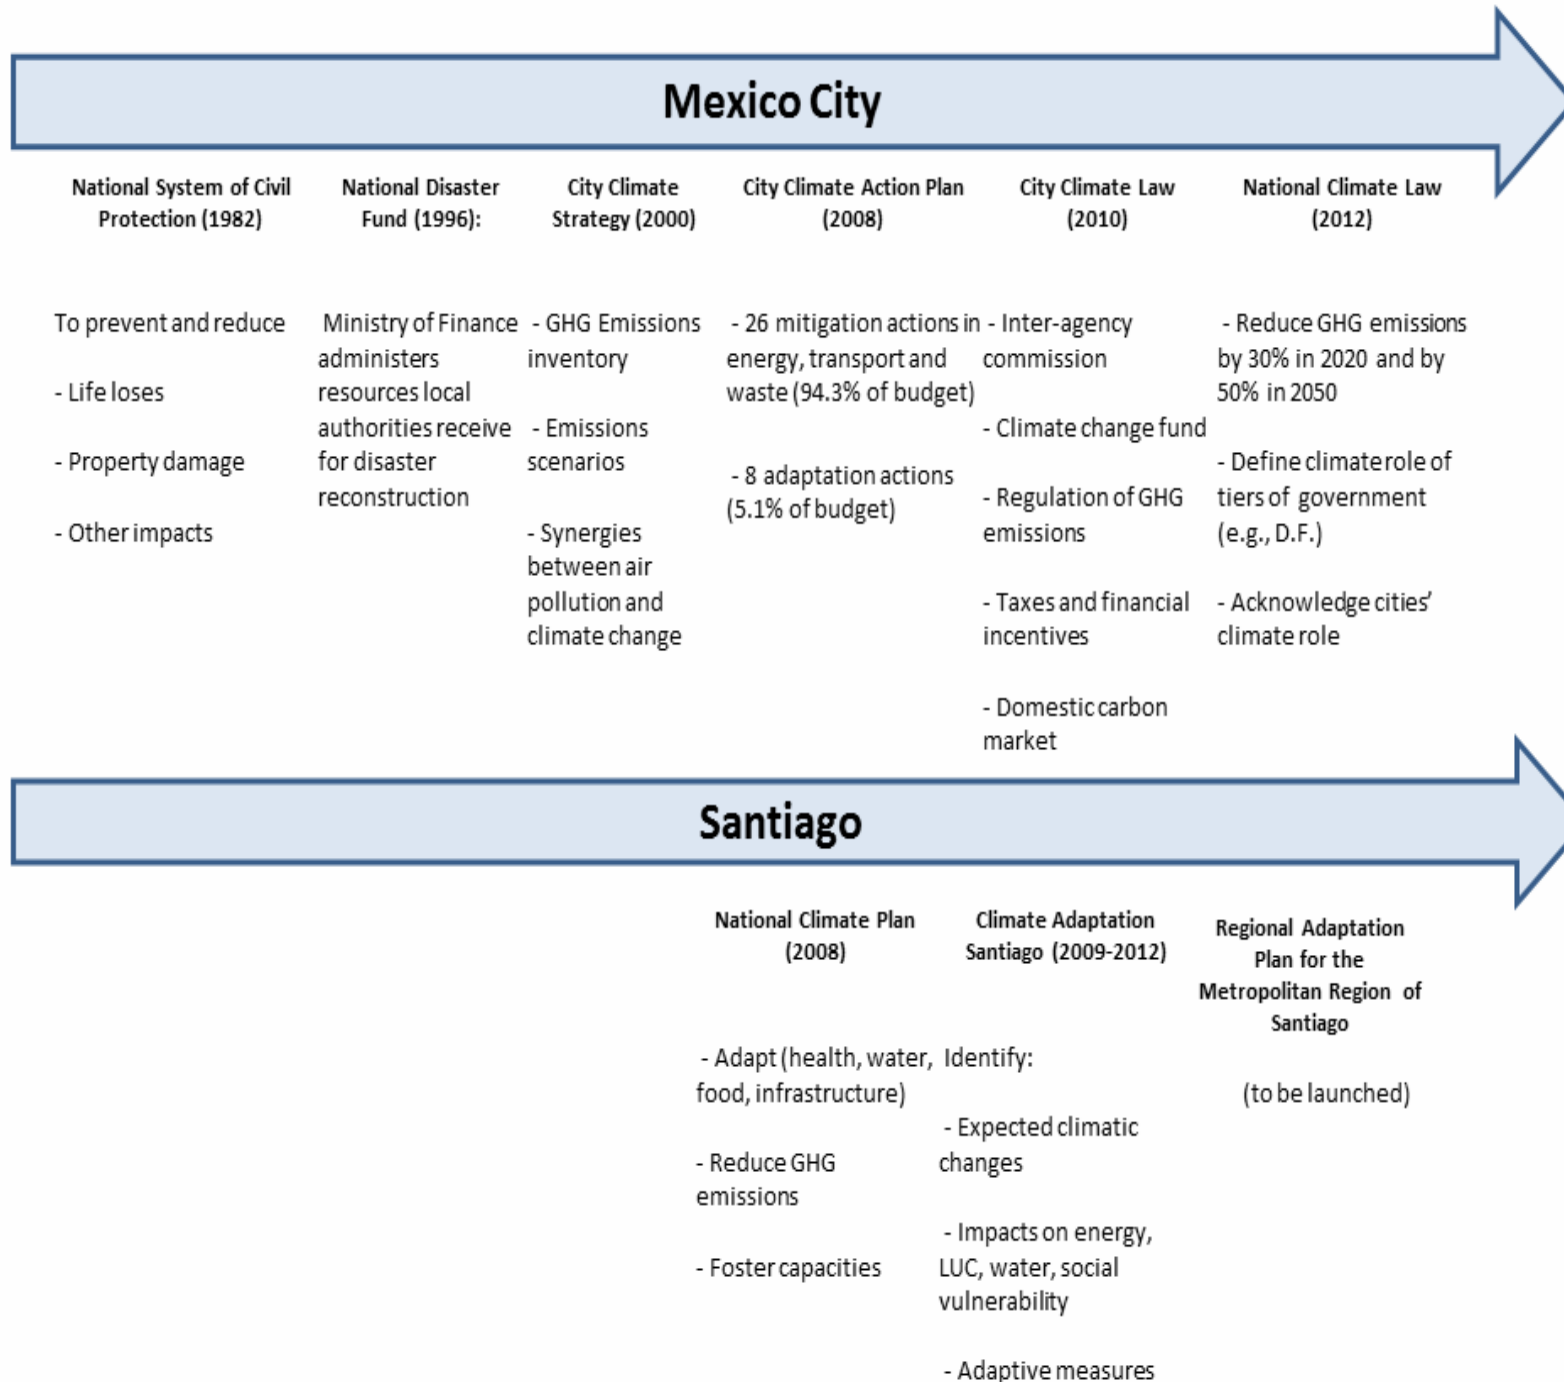 Mexico City
National System of Civil
Protection (1982)
To prevent and reduce
- Life loses
- Property damage
- Other impacts
National Disaster
Fund (1996):
Ministry of Finance
administers
resources local
authorities receive
for disaster
reconstruction
City Climate
Strategy (2000)
- GHG Emissions
inventory
- Emissions
scenarios
- Synergies
between air
pollution and
climate change
City Climate Action Plan
(2008)
- 26 mitigation actions in
energy, transport and
waste (94.3% of budget)
- 8 adaptation actions
(5.1% of budget)
City Climate Law
(2010)
- Inter-agency
commission
- Climate change fund
- Regulation of GHG
emissions
- Taxes and financial
incentives
- Domestic carbon
market
National Climate Law
(2012)
- Reduce GHG emissions
by 30% in 2020 and by
50% in 2050
- Define climate role of
tiers of government
(e.g., D.F.)
- Acknowledge cities’
climate role
Santiago
National Climate Plan
(2008)
- Adapt (health, water,
food, infrastructure)
- Reduce GHG
emissions
- Foster capacities
Climate Adaptation
Santiago (2009-2012)
Identify:
- Expected climatic
changes
- Impacts on energy,
LUC, water, social
vulnerability
- Adaptive measures
Regional Adaptation
Plan for the
Metropolitan Region of
Santiago
(to be launched)